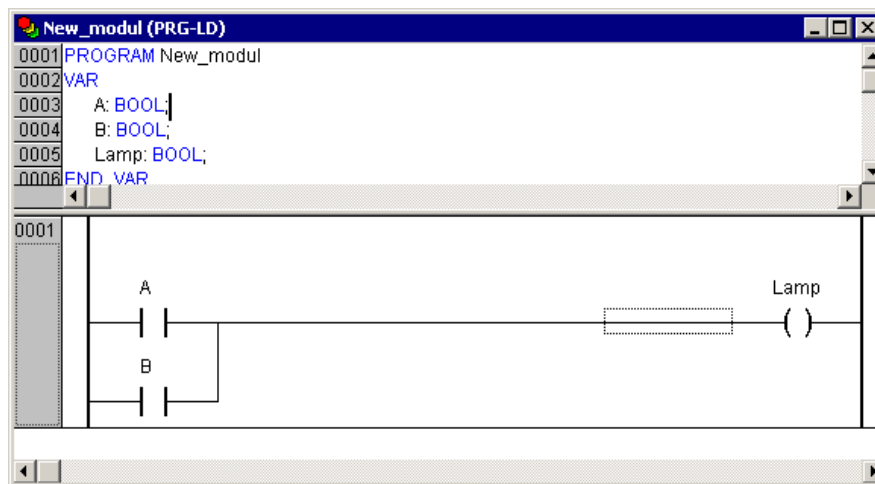 New_modul (PRG-LD)
0001 PROGRAM New_modul
0002 VAR
0003 A: BOOL;
0004 B: BOOL;
0005 Lamp: BOOL;
0006 END_VAR
0001
A Lamp
( )
B